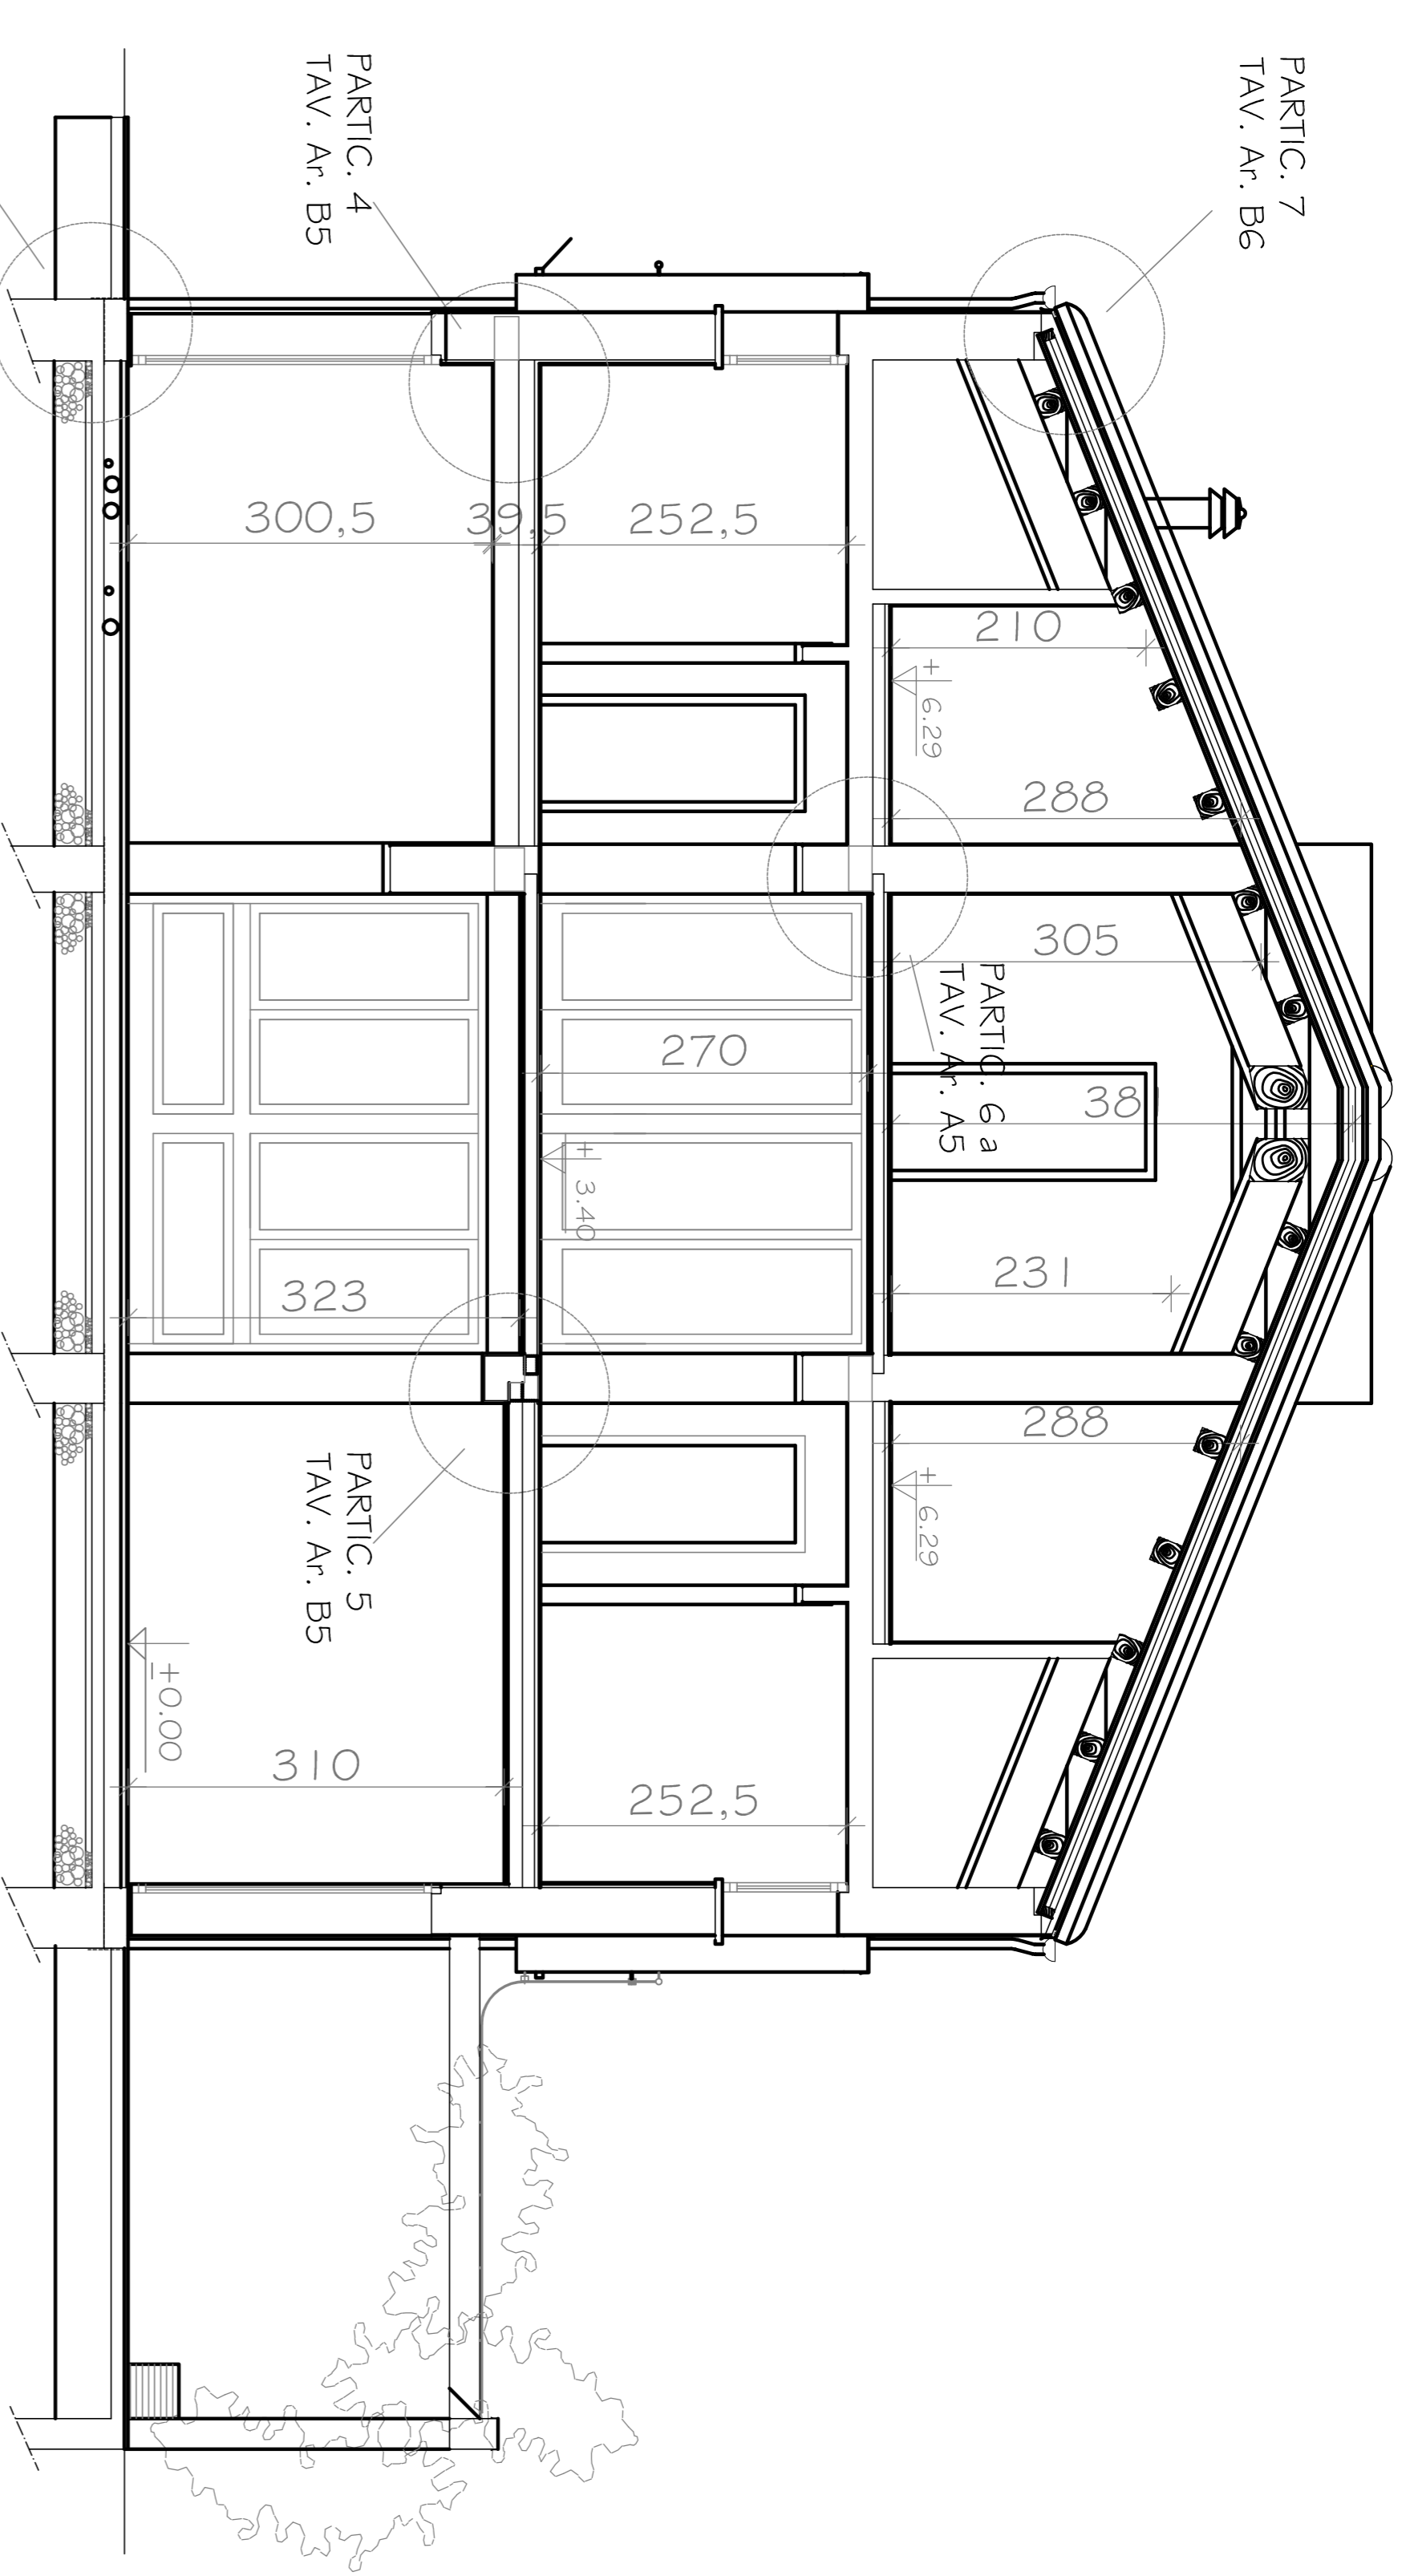 PARTIC. 7
TAV. Ar. B6
PARTIC. 4
TAV. Ar. B5
300,5
39,5
252,5
210
+ 6.29
288
305
PARTIC. 6 a
TAV. Ar. A5
270
38
+ 3.40
231
323
288
+ 6.29
PARTIC. 5
TAV. Ar. B5
+0.00
310
252,5